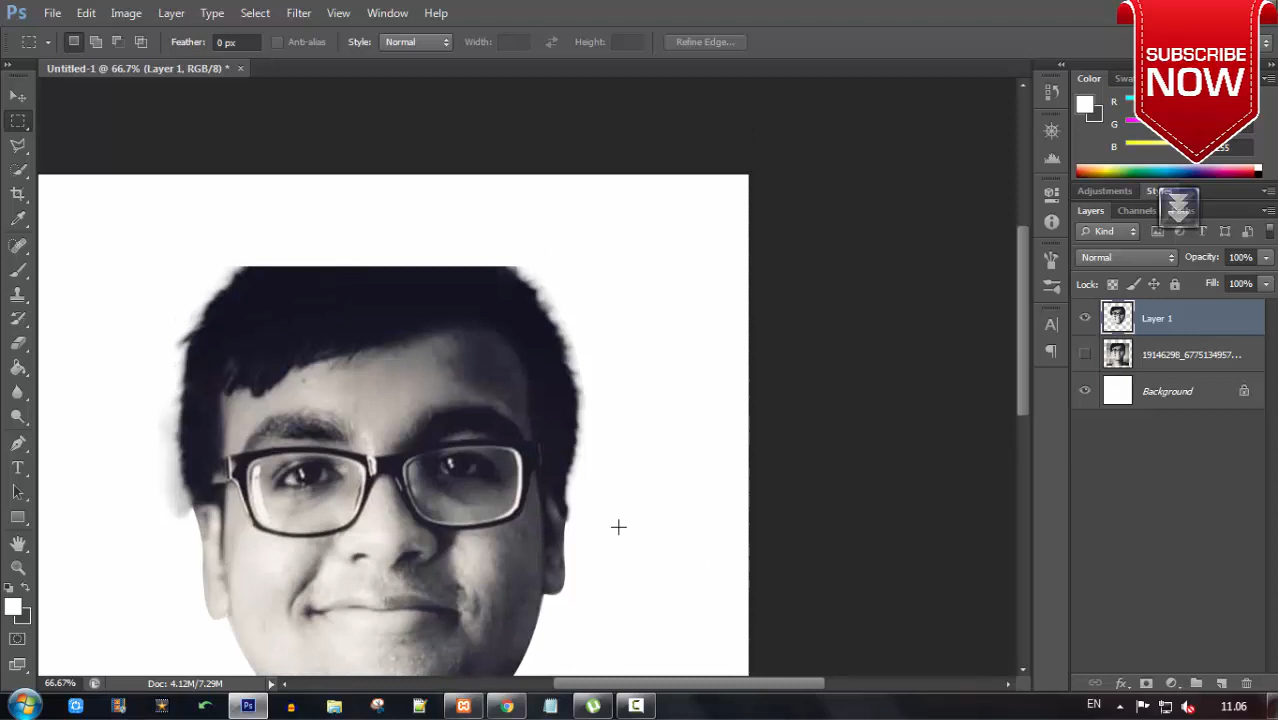 Ps File Edit Image Layer Type Select Filter View Window Help
Feather: 0 px Anti-alias Style: Normal Width: Height: Refine Edge...
SUBSCRIBE
NOW
Untitled-1 @ 66.7% (Layer 1, RGB/8) * ×
Color
R
G
B
Adjustments
Layers Channels
Kind
Normal Opacity: 100%
Lock: Fill: 100%
Layer 1
19146298_6775134957...
Background
66.67% Doc: 4.12M/7.29M
EN 11.06